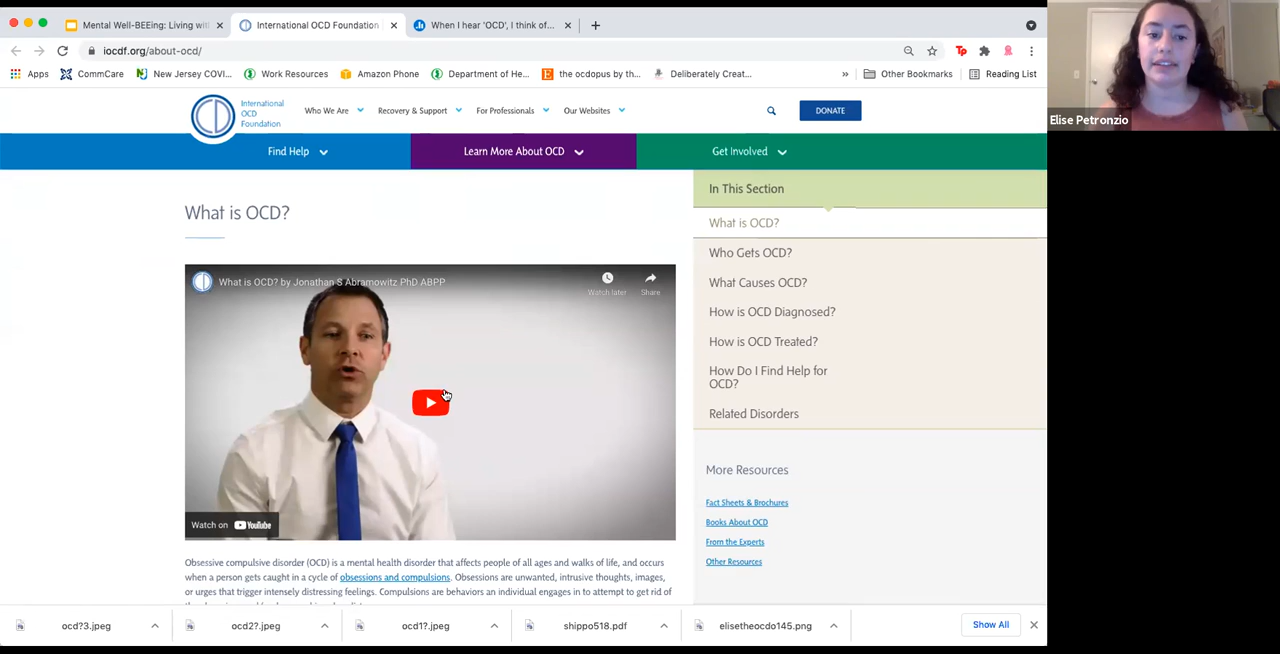 Mental Well-BEEing: Living wit
International OCD Foundation
When I hear 'OCD', I think of...
iocdf.org/about-ocd/
Apps
CommCare
New Jersey COVI...
Work Resources
Amazon Phone
Department of He...
the ocdopus by th...
Deliberately Creat...
»
Other Bookmarks
Reading List
Elise Petronzio
International
OCD
Foundation
Who We Are
Recovery & Support
For Professionals
Our Websites
DONATE
Find Help
Learn More About OCD
Get Involved
What is OCD?
What is OCD? by Jonathan S Abramowitz PhD ABPP
Watch later
Share
Watch on YouTube
Obsessive compulsive disorder (OCD) is a mental health disorder that affects people of all ages and walks of life, and occurs
when a person gets caught in a cycle of obsessions and compulsions. Obsessions are unwanted, intrusive thoughts, images,
or urges that trigger intensely distressing feelings. Compulsions are behaviors an individual engages in to attempt to get rid of
In This Section
What is OCD?
Who Gets OCD?
What Causes OCD?
How is OCD Diagnosed?
How is OCD Treated?
How Do I Find Help for
OCD?
Related Disorders
More Resources
Fact Sheets & Brochures
Books About OCD
From the Experts
Other Resources
ocd?3.jpeg
ocd2?.jpeg
ocd1?.jpeg
shippo518.pdf
elisetheocdo145.png
Show All